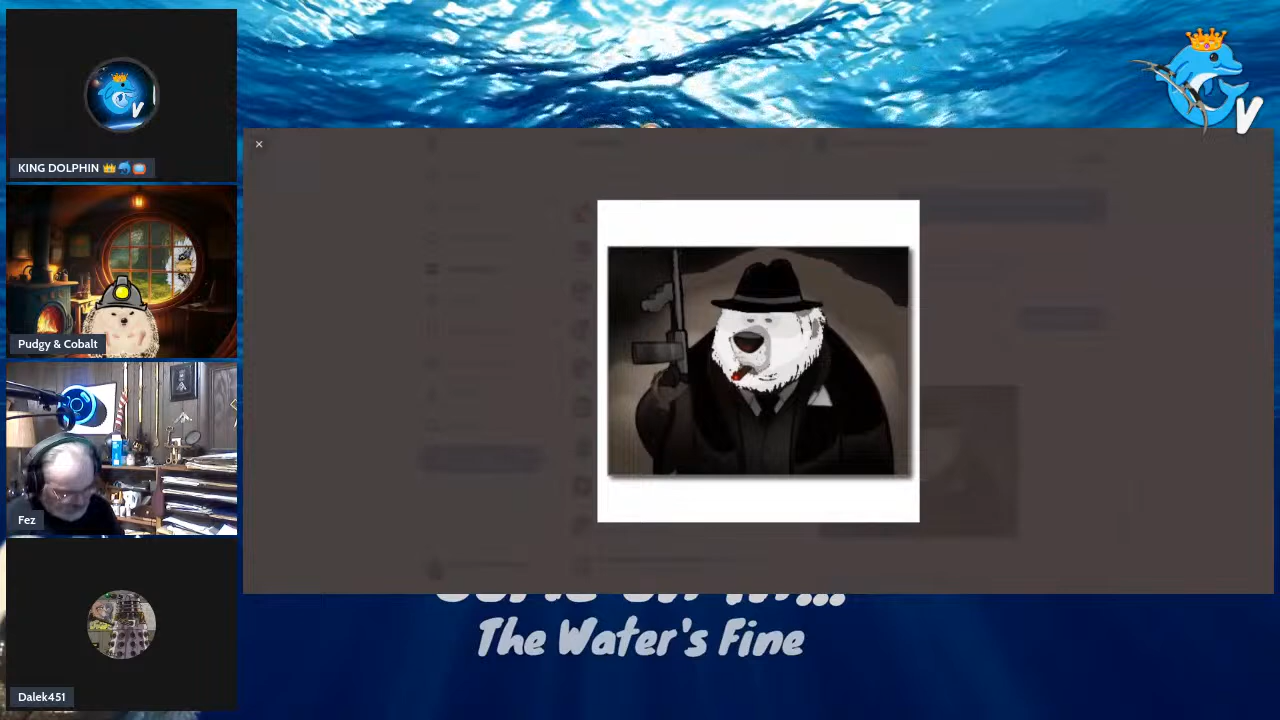 KING DOLPHIN 👑🐬📺
Pudgy & Cobalt
Fez
Dalek451
V
V
×
The Water's Fine